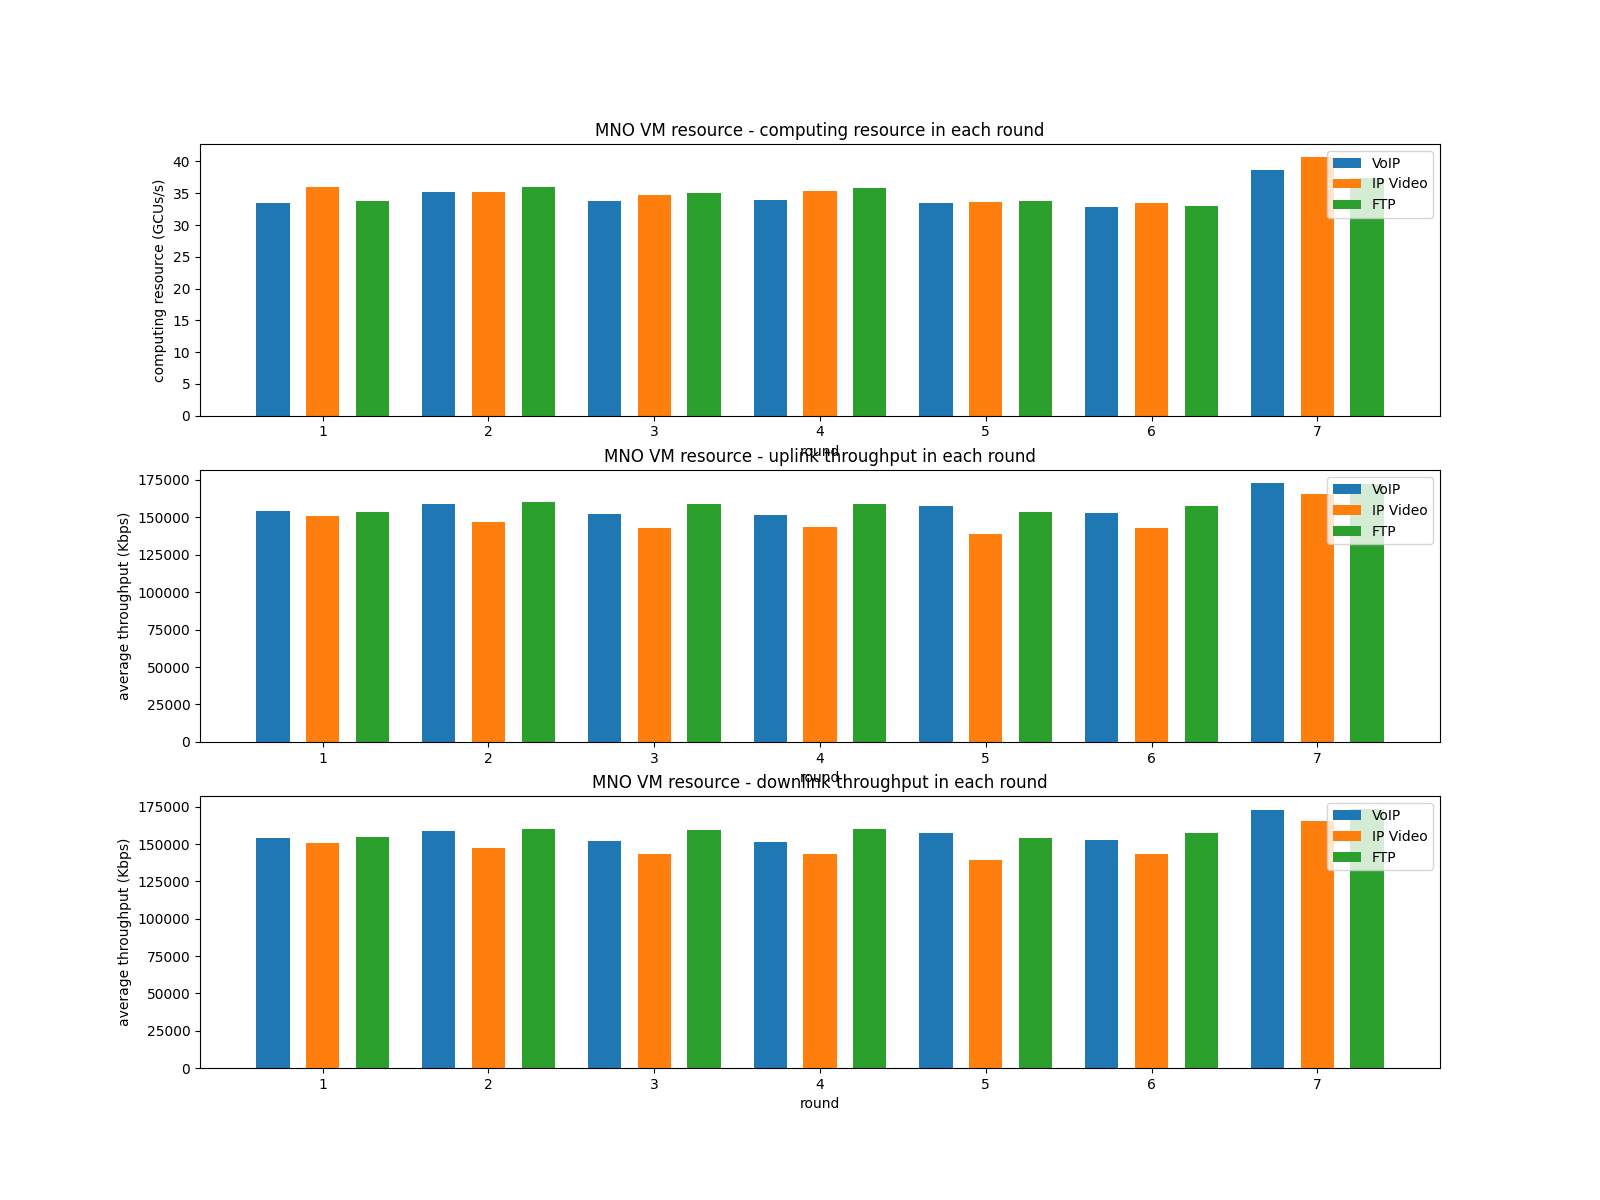 MNO VM resource - computing resource in each round
computing resource (GCUs/s)
40
35
30
25
20
15
10
5
0
VoIP
IP Video
FTP
1 2 3 4 5 6 7
round
MNO VM resource - uplink throughput in each round
average throughput (Kbps)
175000
150000
125000
100000
75000
50000
25000
0
VoIP
IP Video
FTP
1 2 3 4 5 6 7
round
MNO VM resource - downlink throughput in each round
average throughput (Kbps)
175000
150000
125000
100000
75000
50000
25000
0
VoIP
IP Video
FTP
1 2 3 4 5 6 7
round